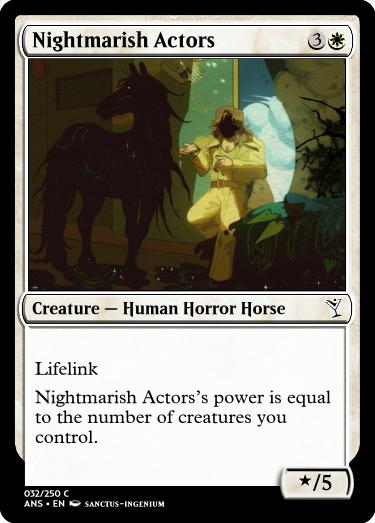 Nightmarish Actors 3
Creature — Human Horror Horse
Lifelink
Nightmarish Actors's power is equal
to the number of creatures you
control.
★/5
032/250 C
ANS • EN SANCTUS-INGENIUM